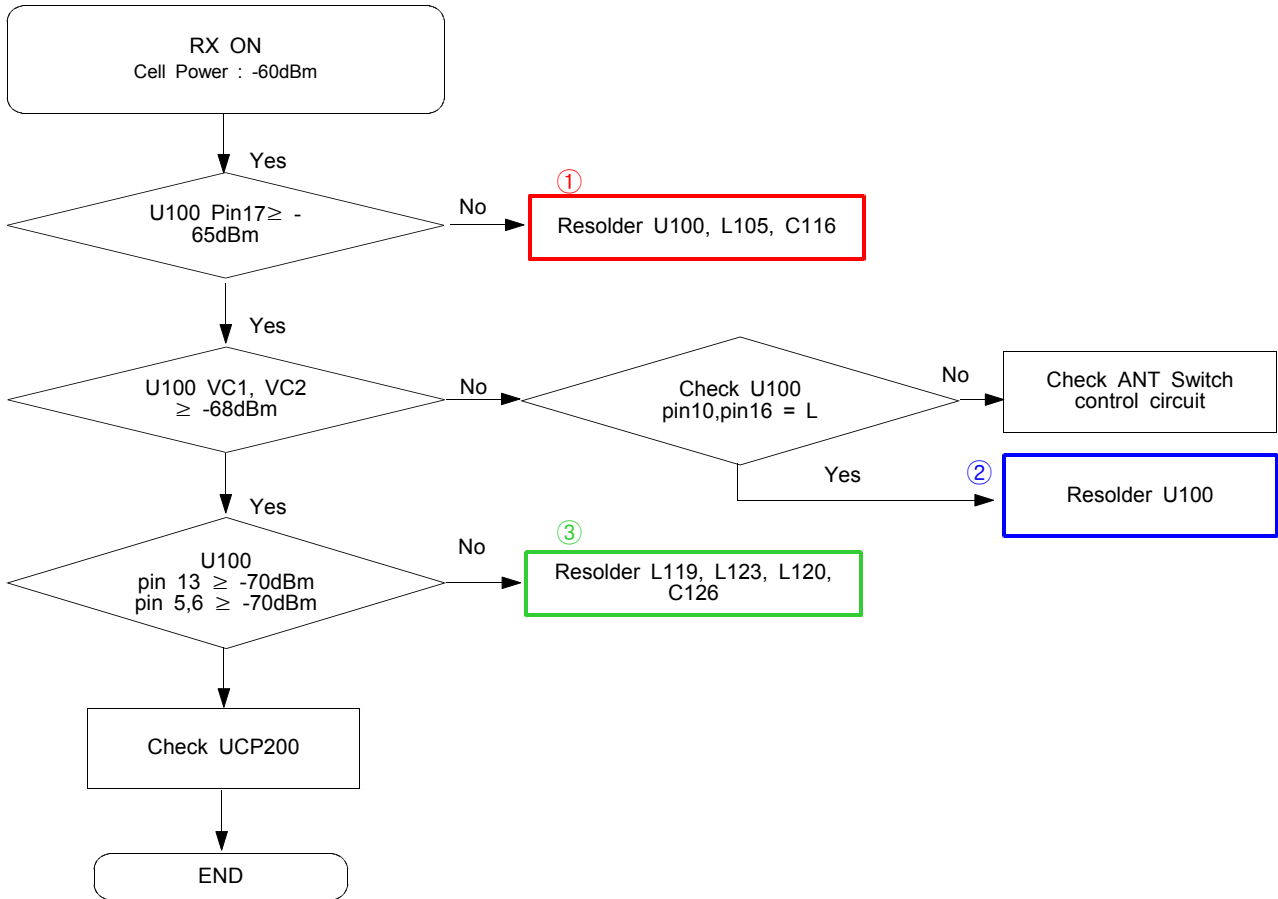 RX ON
Cell Power : -60dBm
Yes
①
U100 Pin17≥ -
65dBm
No
Resolder U100, L105, C116
Yes
U100 VC1, VC2
≥ -68dBm
No
Check U100
pin10,pin16 = L
No
Check ANT Switch
control circuit
Yes
②
Resolder U100
Yes
③
U100
pin 13 ≥ -70dBm
pin 5,6 ≥ -70dBm
No
Resolder L119, L123, L120,
C126
Check UCP200
END